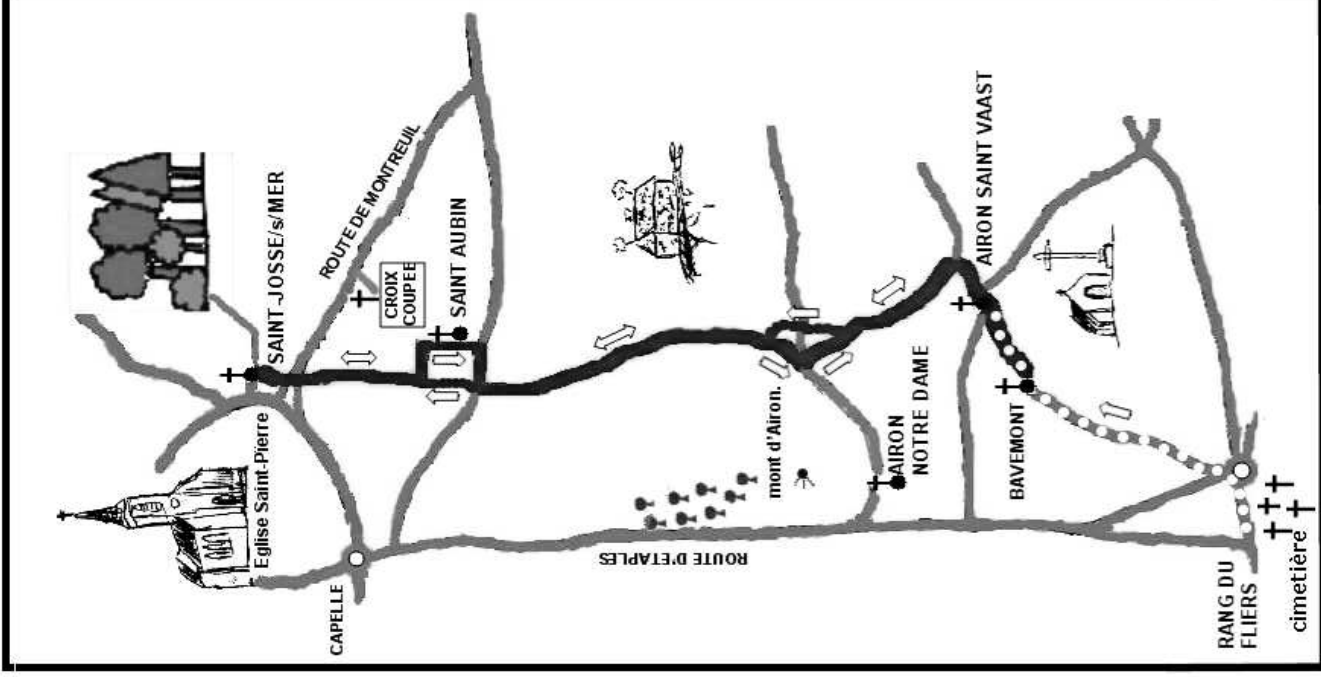 Eglise Saint-Pierre
SAINT-JOSSE/s/MER
ROUTE DE MONTREUIL
CROIX
COUPEE
SAINT AUBIN
CAPELLE
ROUTE D'ETAPLES
mont d'Airon.
AIRON
NOTRE DAME
AIRON SAINT VAAST
BAVEMONT
RANG DU
FLIERS
cimetière